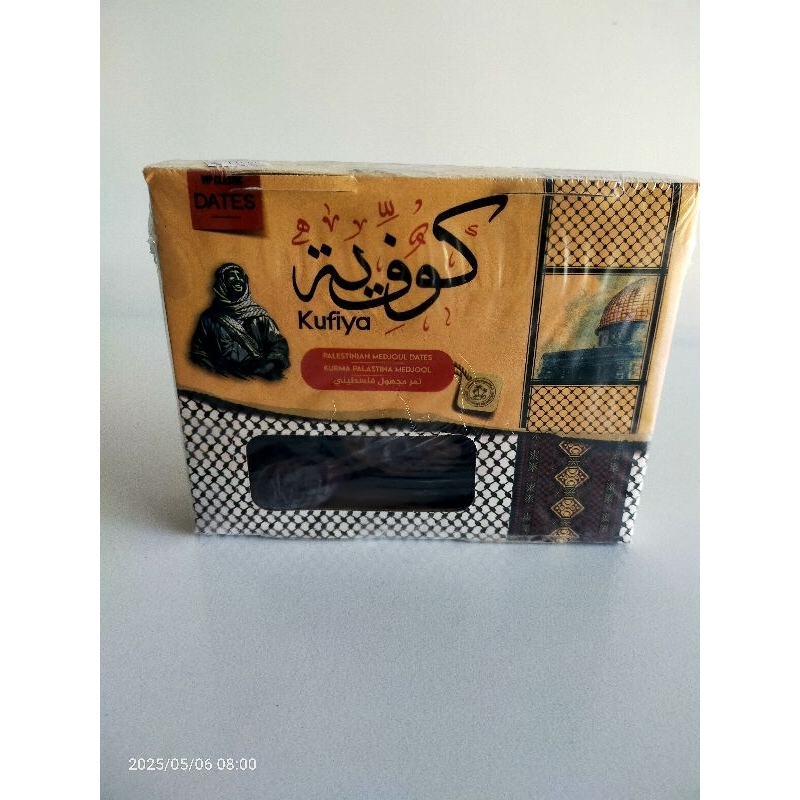 DATES
كوفية
Kufiya
PALESTINIAN MEDJOUL DATES
KURMA PALASTINA MEDJOOL
تمر مجهول فلسطيني
2025/05/06 08:00